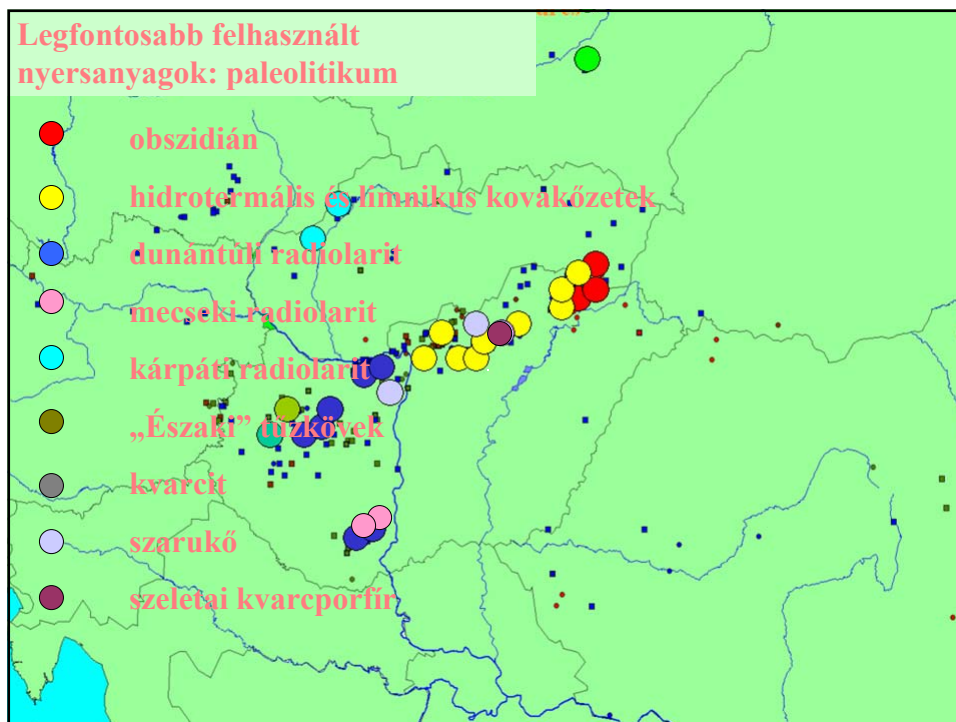 Legfontosabb felhasznált
nyersanyagok: paleolitikum
obszidián
hidrotermális és límnikus kovakőzetek
dunántúli radiolarit
mecseki radiolarit
kárpáti radiolarit
„Északi” tűzkövek
kvarcit
szarukő
szeletai kvarcporfír